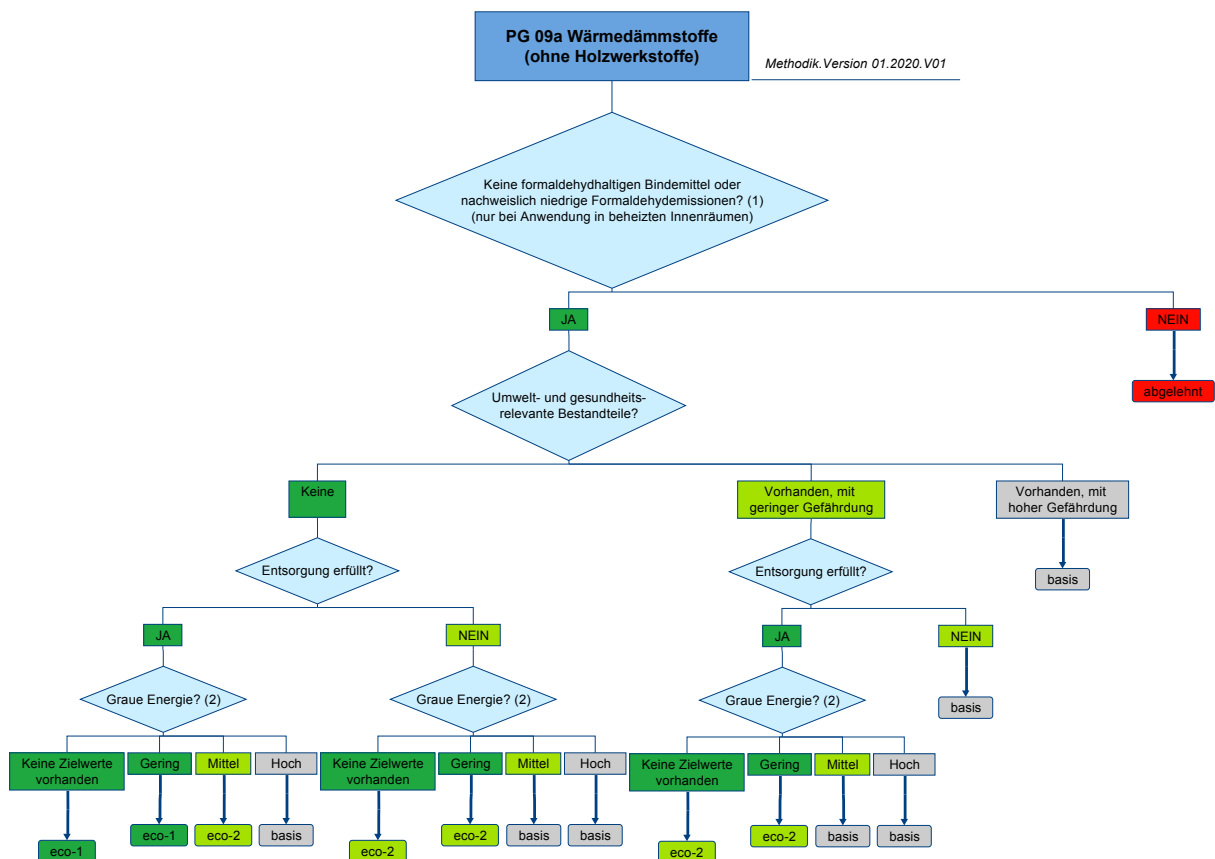 PG 09a Wärmedämmstoffe
(ohne Holzwerkstoffe)
Methodik.Version 01.2020.V01
Keine formaldehydhaltigen Bindemittel oder
nachweislich niedrige Formaldehydemissionen? (1)
(nur bei Anwendung in beheizten Innenräumen)
JA
NEIN
abgelehnt
Umwelt- und gesundheits-
relevante Bestandteile?
Keine
Vorhanden, mit
geringer Gefährdung
Vorhanden, mit
hoher Gefährdung
Entsorgung erfüllt?
Entsorgung erfüllt?
basis
JA
NEIN
JA
NEIN
Graue Energie? (2)
Graue Energie? (2)
Graue Energie? (2)
basis
Keine Zielwerte
vorhanden
Gering
Mittel
Hoch
Keine Zielwerte
vorhanden
Gering
Mittel
Hoch
Keine Zielwerte
vorhanden
Gering
Mittel
Hoch
eco-1
eco-1
eco-2
basis
eco-2
eco-2
basis
basis
eco-2
eco-2
basis
basis